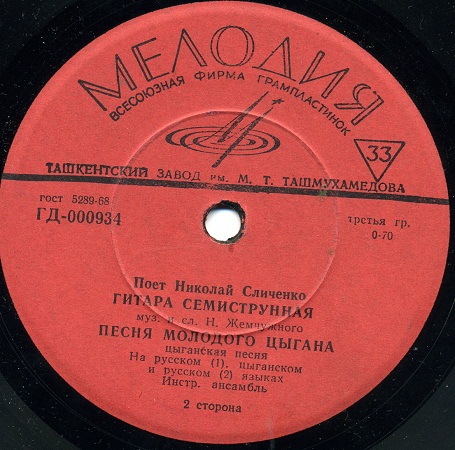 МЕЛОДИЯ
ВСЕСОЮЗНАЯ ФИРМА ГРАМПЛАСТИНОК
33
ТАШКЕНТСКИЙ ЗАВОД им. М. Т. ТАШМУХАМЕДОВА
гост 5289-68
ГД-000934
третья гр.
0-70
Поет Николай Сличенко
ГИТАРА СЕМИСТРУННАЯ
муз. и сл. Н. Жемчужного
ПЕСНЯ МОЛОДОГО ЦЫГАНА
цыганская песня
На русском (1), цыганском
и русском (2) языках
Инстр. ансамбль
2 сторона